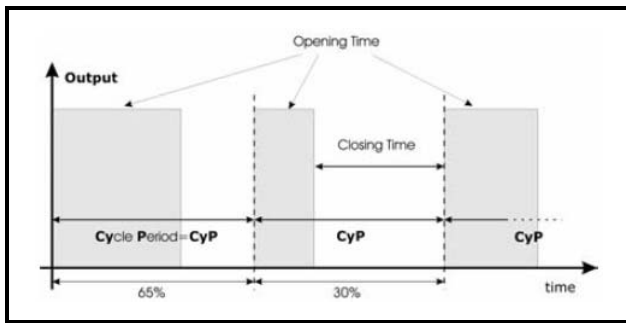 Opening Time
Output
Closing Time
Cycle Period=CyP
CyP
CyP
65%
30%
time